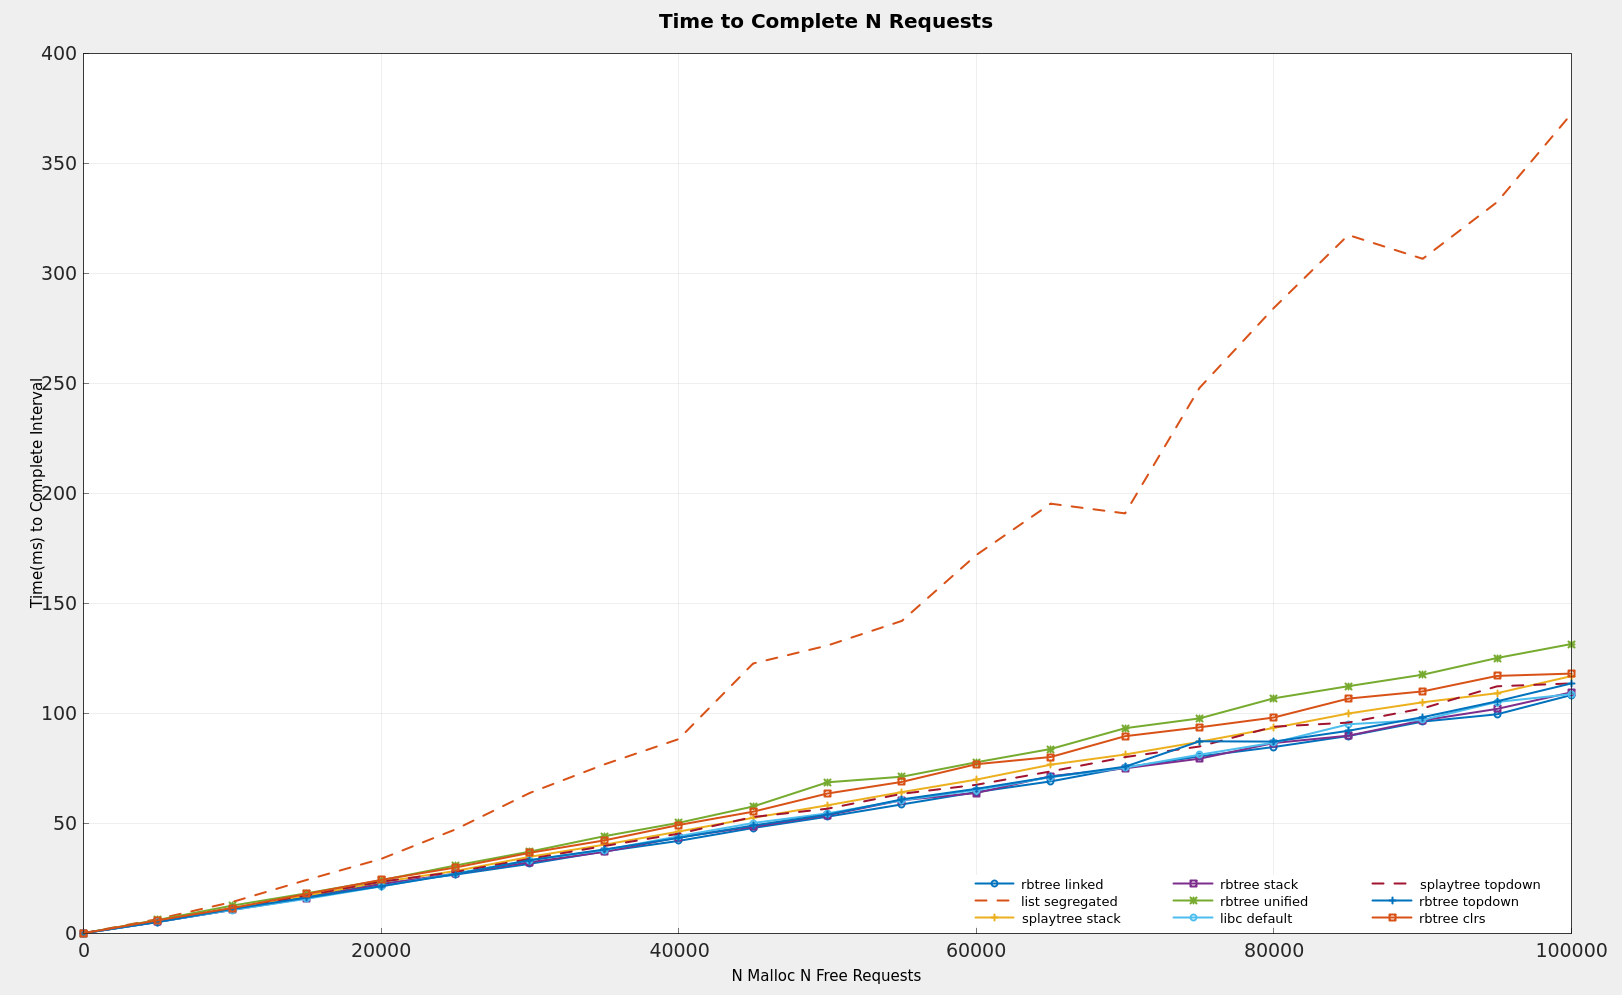 Time to Complete N Requests
400
350
300
250
200
150
100
50
0
Time(ms) to Complete Interval
rbtree linked
list segregated
splaytree stack
rbtree stack
rbtree unified
libc default
splaytree topdown
rbtree topdown
rbtree clrs
0 20000 40000 60000 80000 100000
N Malloc N Free Requests